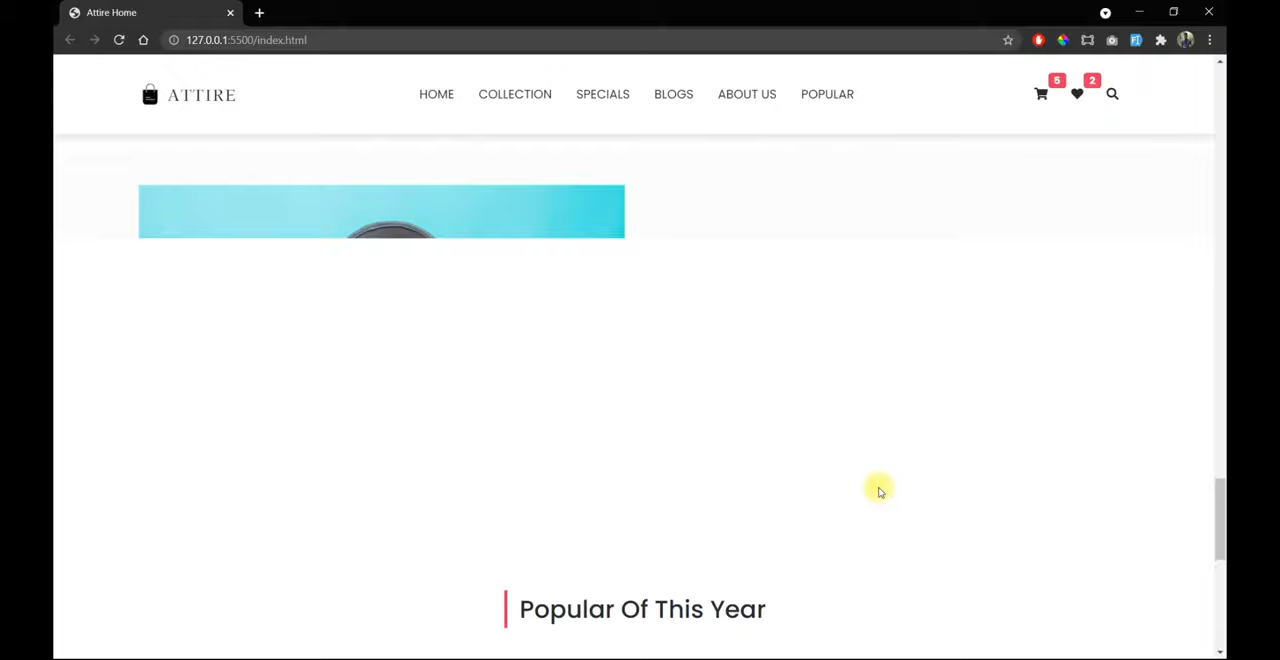 Attire Home
127.0.0.1:5500/index.html
ATTIRE
HOME COLLECTION SPECIALS BLOGS ABOUT US POPULAR
5 2
Popular Of This Year